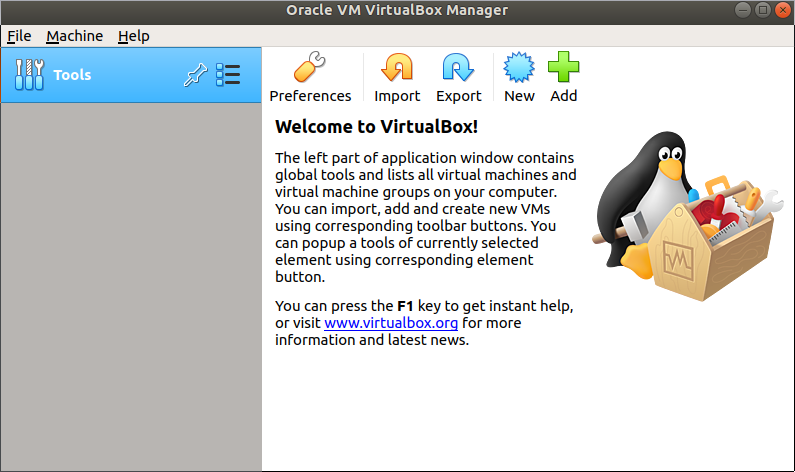 Oracle VM VirtualBox Manager
File Machine Help
Tools
Preferences Import Export New Add
Welcome to VirtualBox!
The left part of application window contains
global tools and lists all virtual machines and
virtual machine groups on your computer.
You can import, add and create new VMs
using corresponding toolbar buttons. You
can popup a tools of currently selected
element using corresponding element
button.
You can press the F1 key to get instant help,
or visit www.virtualbox.org for more
information and latest news.